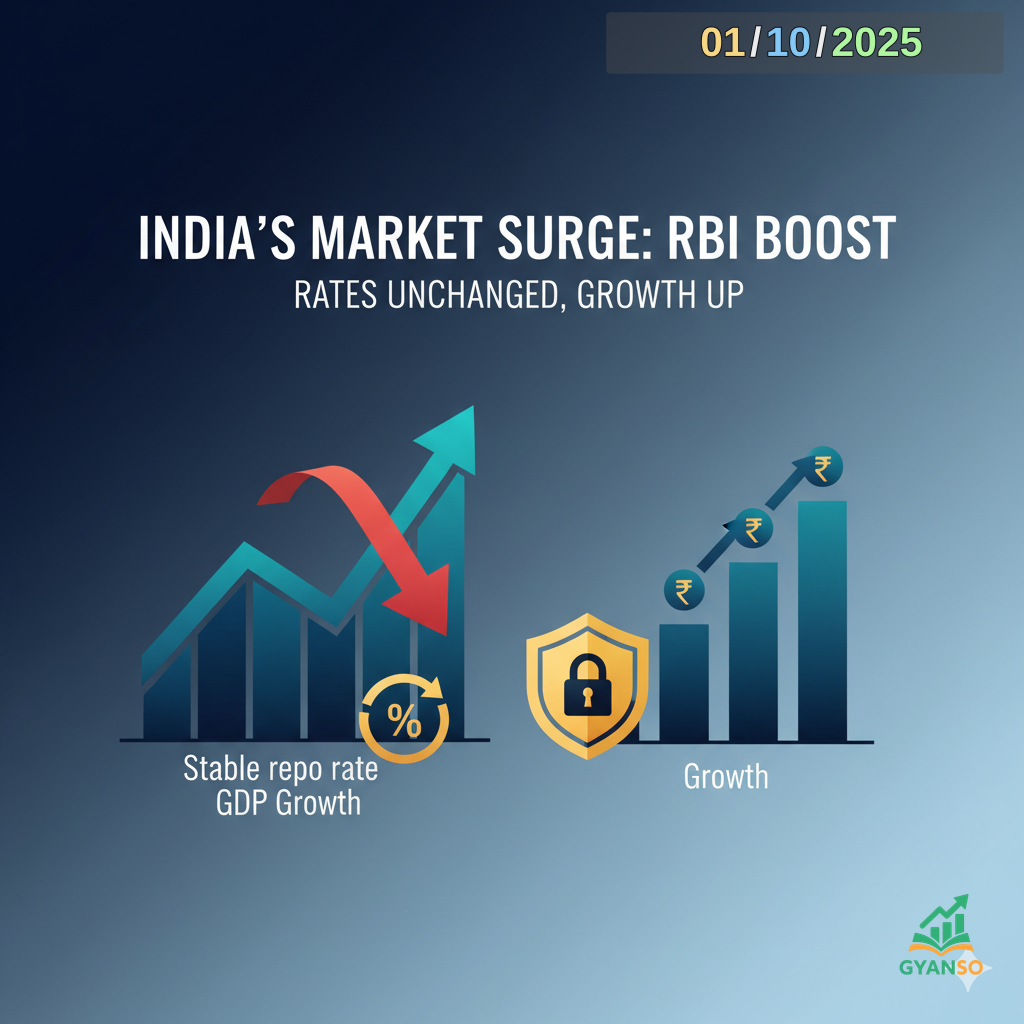 01/10/2025
INDIA'S MARKET SURGE: RBI BOOST
RATES UNCHANGED, GROWTH UP
₹
₹
₹
%
Stable repo rate
GDP Growth
Growth
GYANSO